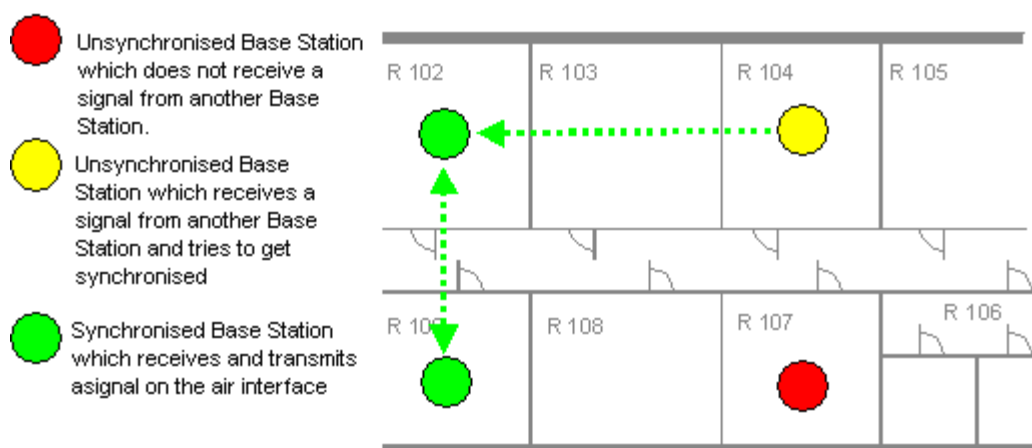 Unsynchronised Base Station
which does not receive a
signal from another Base
Station.
Unsynchronised Base
Station which receives a
signal from another Base
Station and tries to get
synchronised
Synchronised Base Station
which receives and transmits
asignal on the air interface
R 102
R 103
R 104
R 105
R 109
R 108
R 107
R 106